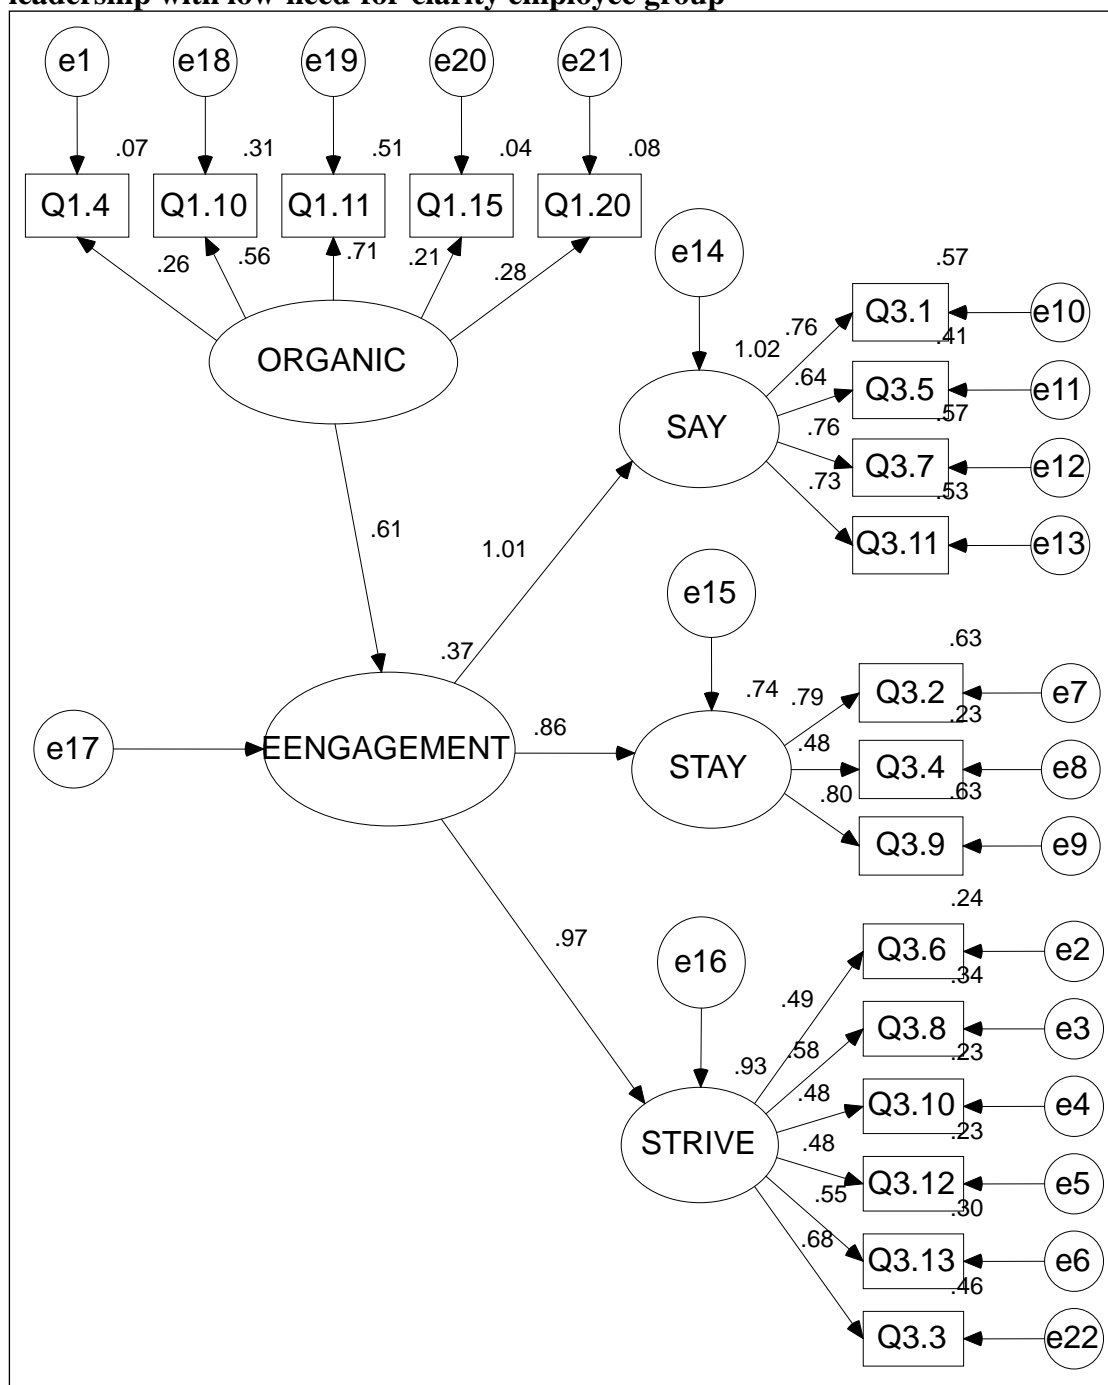 leadership with low-need-for-clarity employee group
e1 e18 e19 e20 e21
.07 .31 .51 .04 .08
Q1.4 Q1.10 Q1.11 Q1.15 Q1.20
.26 .56 .71 .21 .28
ORGANIC
e14
.57
Q3.1 e10
.76
1.02
.41
.64
Q3.5 e11
.57
SAY
.76
Q3.7 e12
.73
.53
Q3.11 e13
.61
1.01
e15
.37
.63
.74 .79
Q3.2 e7
.23
.86
.48
e17
EENGAGEMENT
STAY
Q3.4 e8
.80
.63
Q3.9 e9
.24
.97
e16
Q3.6 e2
.34
.49
Q3.8 e3
.58
.93
.23
.48
Q3.10 e4
.23
STRIVE
.48
Q3.12 e5
.55
.30
.68
Q3.13 e6
.46
Q3.3 e22